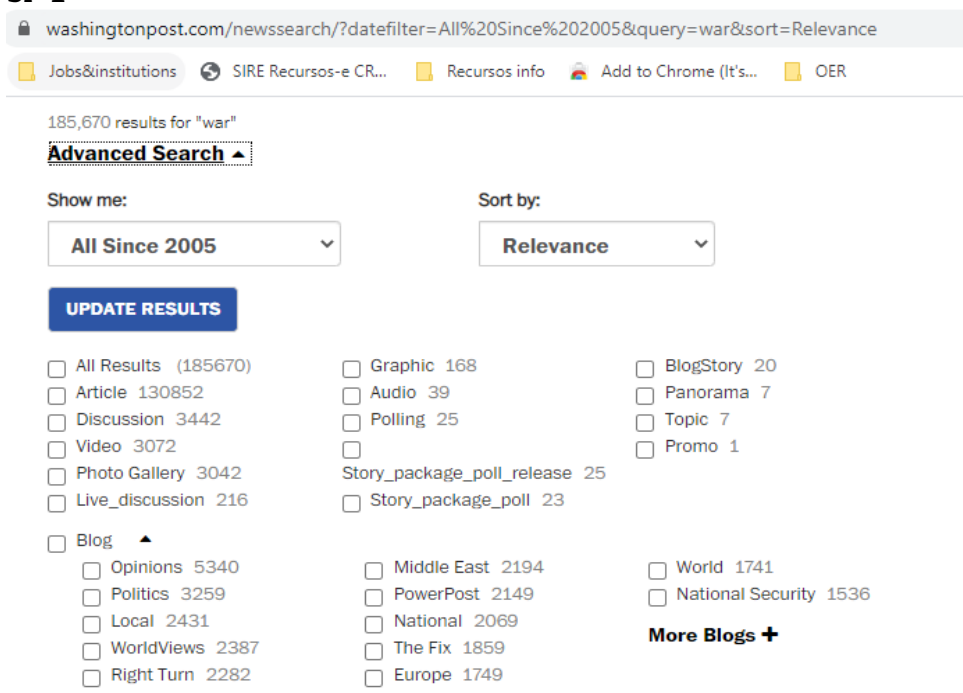 washingtonpost.com/newssearch/?datefilter=All%20Since%202005&query=war&sort=Relevance
Jobs&institutions SIRE Recursos-e CR... Recursos info Add to Chrome (It's... OER
185,670 results for "war"
Advanced Search
Show me: Sort by:
All Since 2005 Relevance
UPDATE RESULTS
All Results (185670) Graphic 168 BlogStory 20
Article 130852 Audio 39 Panorama 7
Discussion 3442 Polling 25 Topic 7
Video 3072 Promo 1
Photo Gallery 3042 Story_package_poll_release 25
Live_discussion 216 Story_package_poll 23
Blog
Opinions 5340 Middle East 2194 World 1741
Politics 3259 PowerPost 2149 National Security 1536
Local 2431 National 2069
More Blogs +
WorldViews 2387 The Fix 1859
Right Turn 2282 Europe 1749